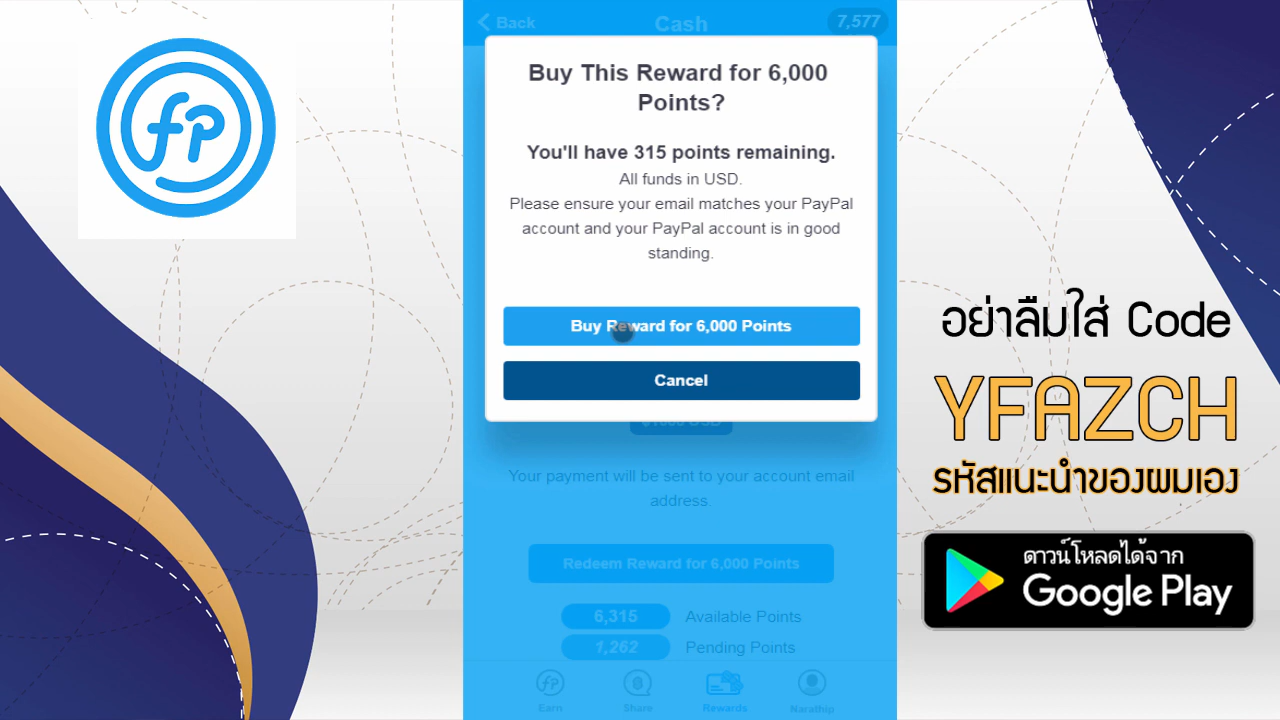 fp
Back
Cash
7,577
Buy This Reward for 6,000
Points?
You'll have 315 points remaining.
All funds in USD.
Please ensure your email matches your PayPal
account and your PayPal account is in good
standing.
Buy Reward for 6,000 Points
Cancel
Your payment will be sent to your account email
address.
Redeem Reward for 6,000 Points
6,315 Available Points
1,262 Pending Points
Earn
Share
Rewards
Narathip
อย่าลืมใส่ Code
YFAZCH
รหัสแนะนำของผมเอง
ดาวน์โหลดได้จาก
Google Play